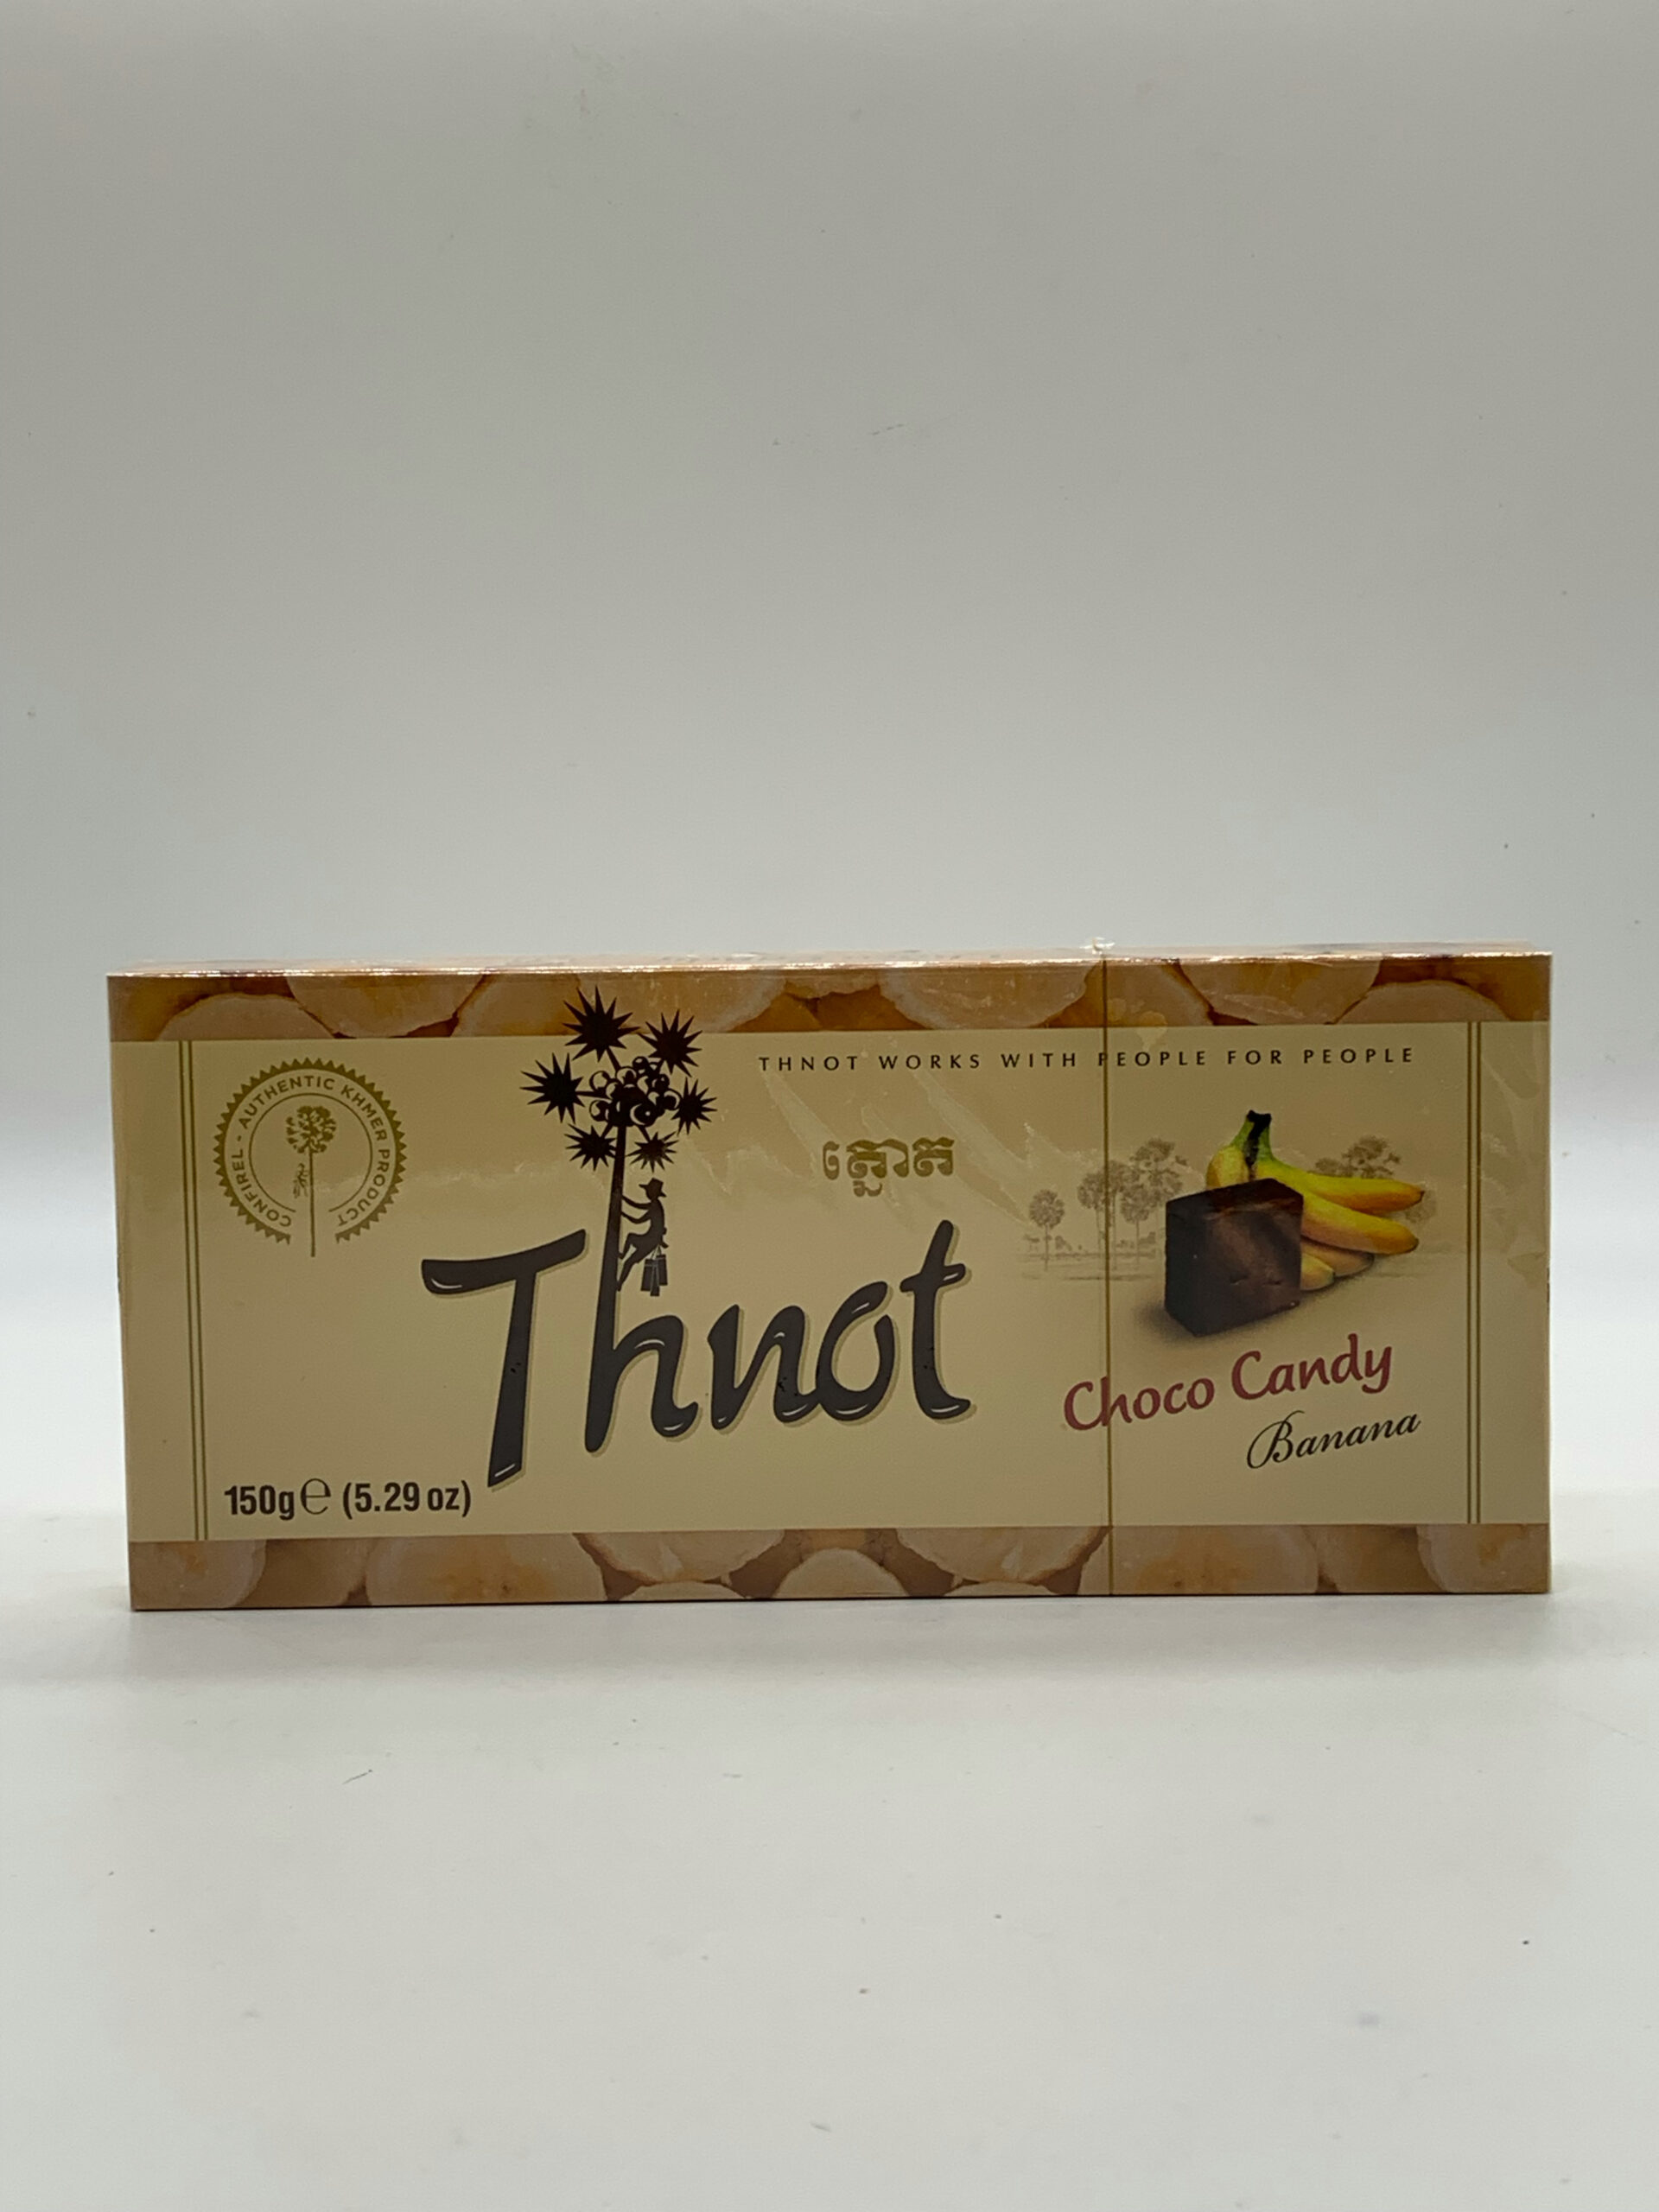 THNOT WORKS WITH PEOPLE FOR PEOPLE
CONFIREL - AUTHENTIC KHMER PRODUCT
ត្នោត
Thnot
Choco Candy
Banana
150g℮ (5.29 oz)